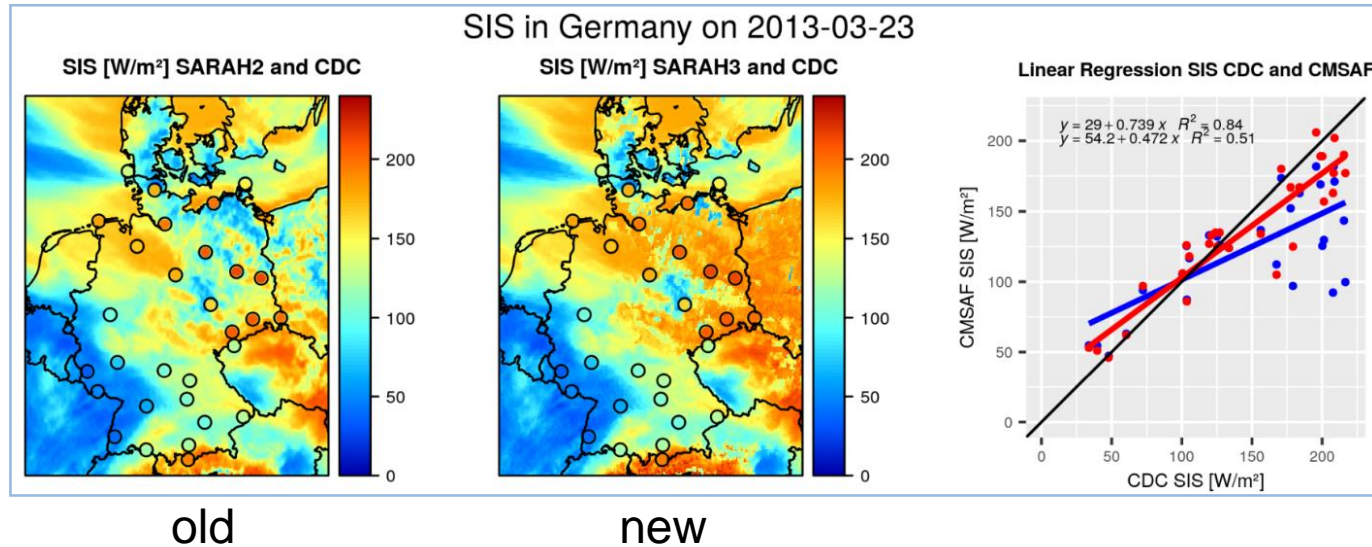 SIS in Germany on 2013-03-23
SIS [W/m²] SARAH2 and CDC
200
150
100
50
0
SIS [W/m²] SARAH3 and CDC
200
150
100
50
0
Linear Regression SIS CDC and CMSAF
y = 29 + 0.739 x R² = 0.84
y = 54.2 + 0.472 x R² = 0.51
CMSAF SIS [W/m²]
200
150
100
50
0
0 50 100 150 200
CDC SIS [W/m²]
old
new